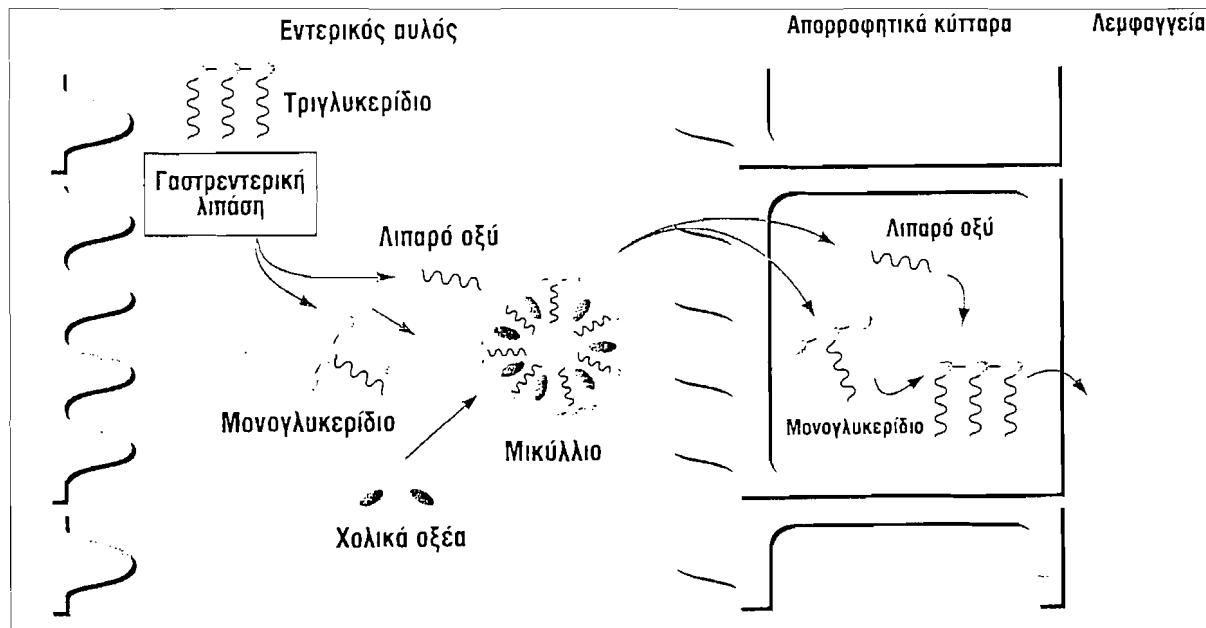 Εντερικός αυλός
Απορροφητικά κύτταρα
Λεμφαγγεία
Τριγλυκερίδιο
Γαστρεντερική
λιπάση
Λιπαρό οξύ
Λιπαρό οξύ
Μονογλυκερίδιο
Μικύλλιο
Μονογλυκερίδιο
Χολικά οξέα